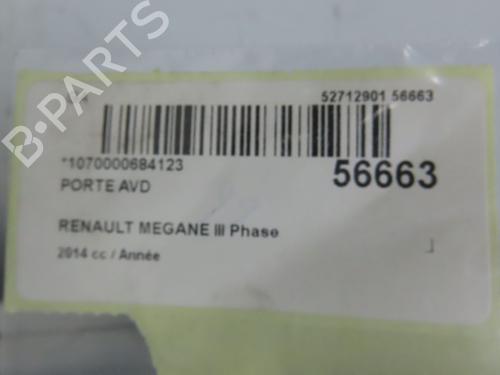 52712901 56663
*1070000684123
56663
PORTE AVD
RENAULT MEGANE III Phase
2014 cc / Année
B-PARTS